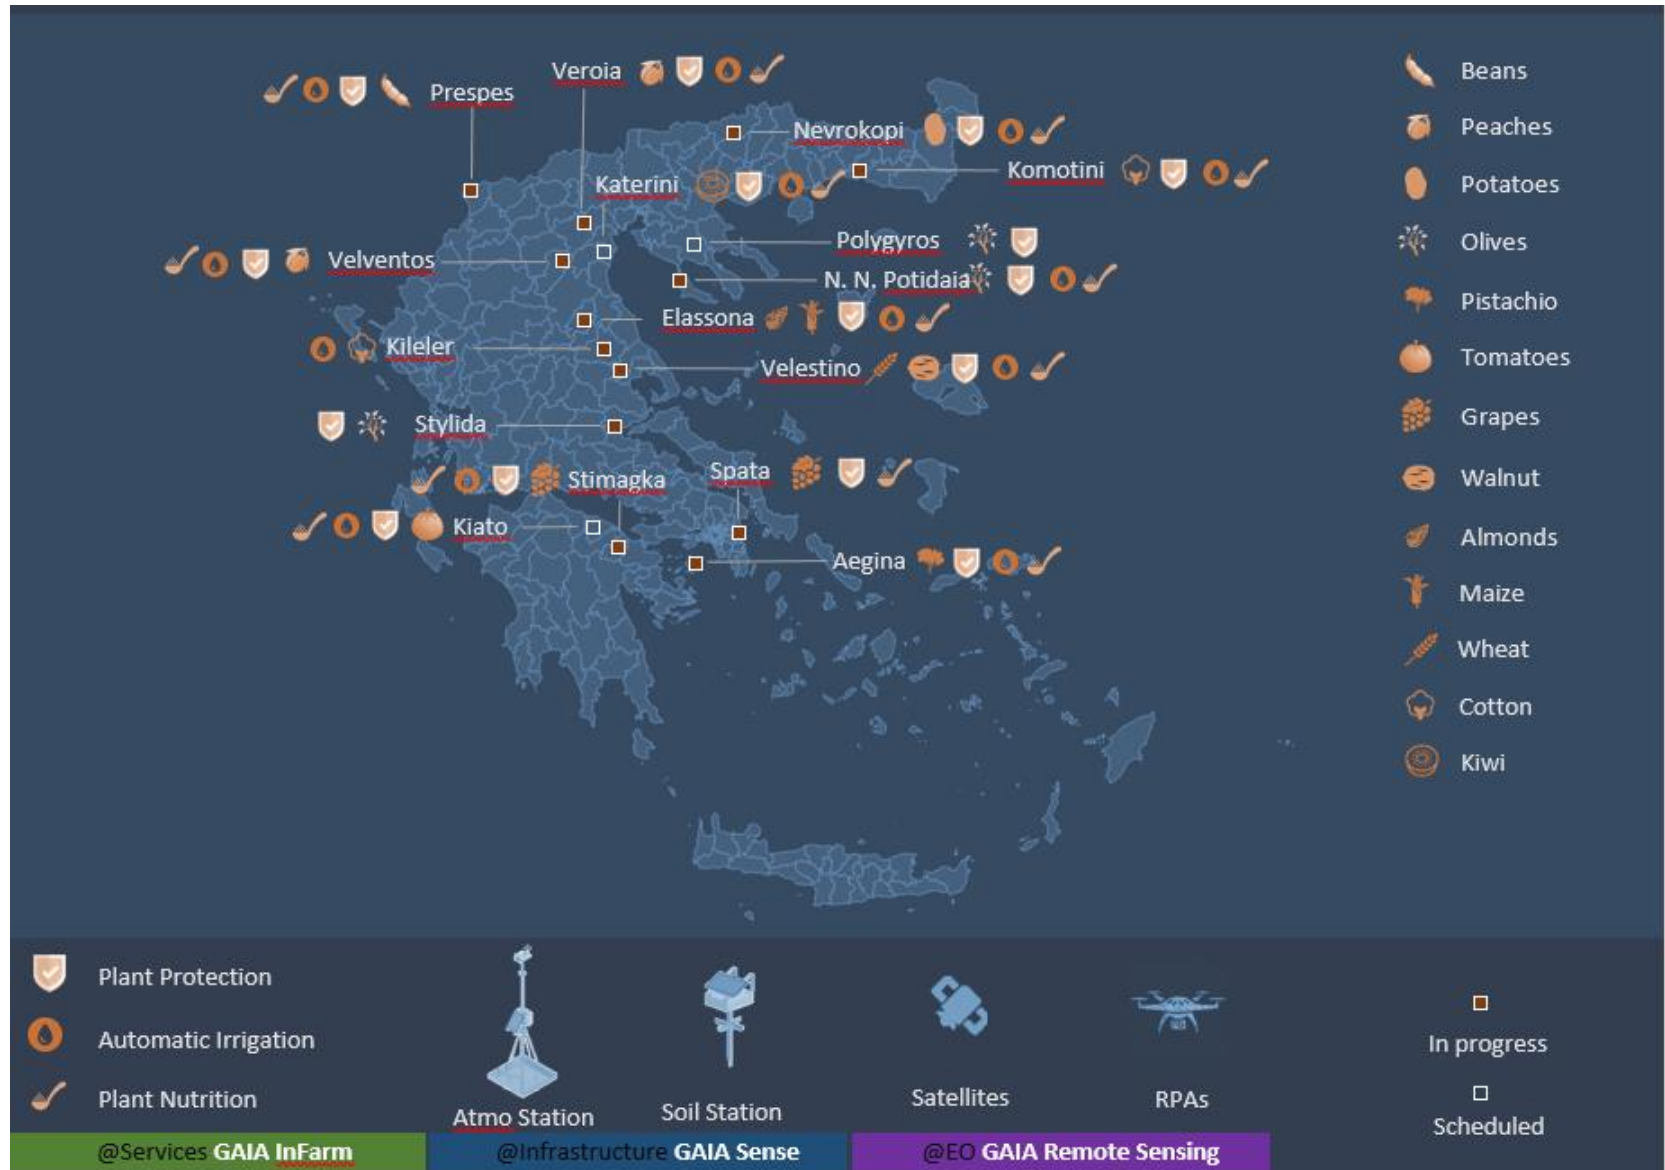 Veroia
Prespes
Nevrokopi
Komotini
Katerini
Polygyros
Velventos
N. N. Potidaia
Elassona
Kileler
Velestino
Stylida
Stimagka
Spata
Kiato
Aegina
Beans
Peaches
Potatoes
Olives
Pistachio
Tomatoes
Grapes
Walnut
Almonds
Maize
Wheat
Cotton
Kiwi
Plant Protection
Automatic Irrigation
Plant Nutrition
Atmo Station
Soil Station
Satellites
RPAs
In progress
Scheduled
@Services GAIA InFarm
@Infrastructure GAIA Sense
@EO GAIA Remote Sensing